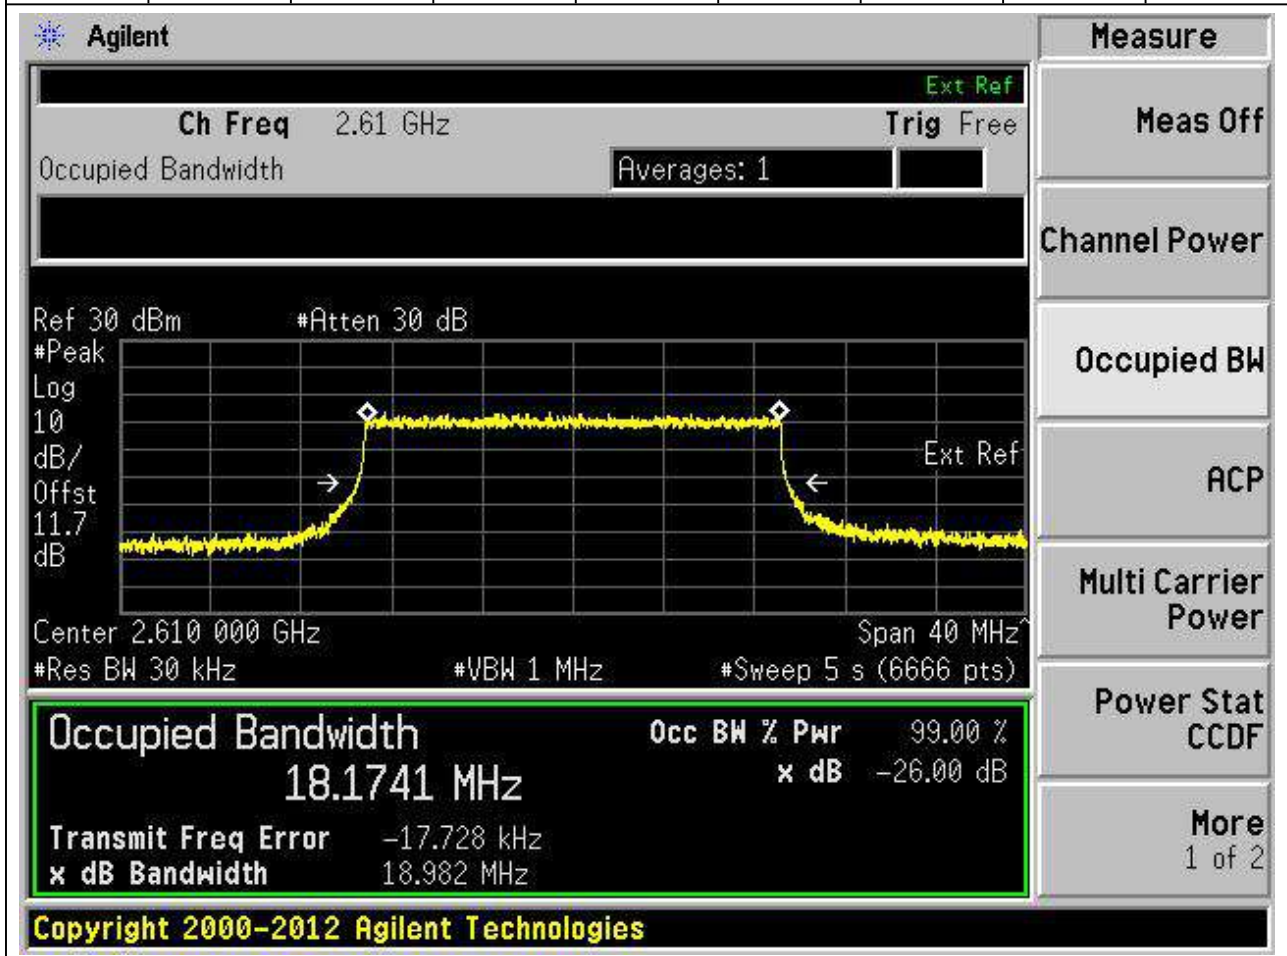 Agilent
Measure
Ext Ref
Ch Freq 2.61 GHz Trig Free
Meas Off
Occupied Bandwidth Averages: 1
Channel Power
Ref 30 dBm #Atten 30 dB
#Peak
Log
10
dB/
Offst
11.7
dB
Ext Ref
Occupied BW
ACP
Center 2.610 000 GHz Span 40 MHz^
#Res BW 30 kHz #VBW 1 MHz #Sweep 5 s (6666 pts)
Multi Carrier
Power
Occupied Bandwidth Occ BW % Pwr 99.00 %
18.1741 MHz x dB -26.00 dB
Transmit Freq Error -17.728 kHz
x dB Bandwidth 18.982 MHz
Power Stat
CCDF
More
1 of 2
Copyright 2000-2012 Agilent Technologies